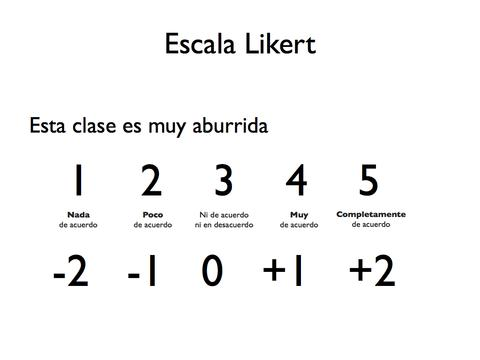 Escala Likert
Esta clase es muy aburrida
1 2 3 4 5
Nada Poco Ni de acuerdo Muy Completamente
de acuerdo de acuerdo ni en desacuerdo de acuerdo de acuerdo
-2 -1 0 +1 +2